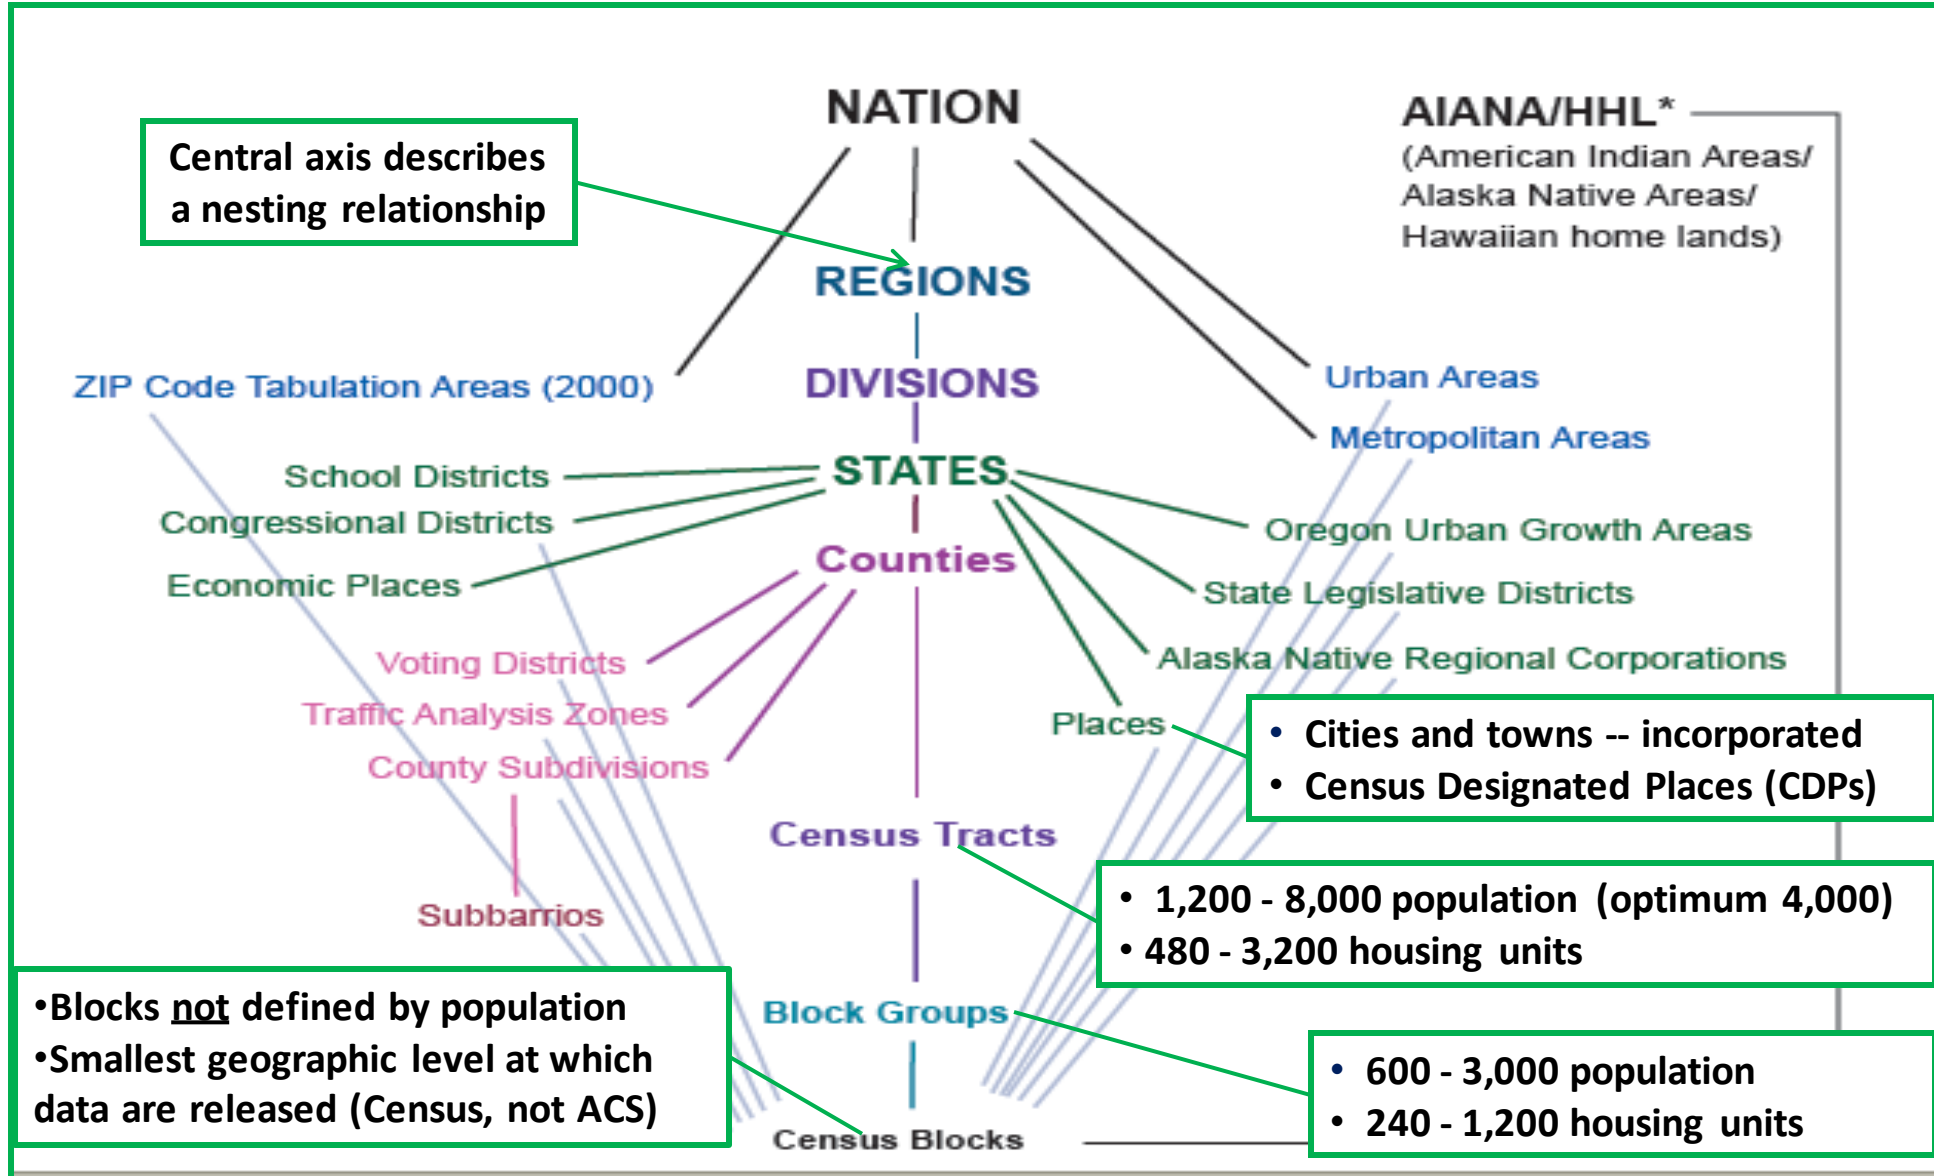 NATION
AIANA/HHL*
(American Indian Areas/
Alaska Native Areas/
Hawaiian home lands)
Central axis describes
a nesting relationship
REGIONS
ZIP Code Tabulation Areas (2000)
DIVISIONS
Urban Areas
Metropolitan Areas
School Districts
STATES
Congressional Districts
Oregon Urban Growth Areas
Economic Places
Counties
State Legislative Districts
Voting Districts
Alaska Native Regional Corporations
Traffic Analysis Zones
Places
• Cities and towns -- incorporated
• Census Designated Places (CDPs)
County Subdivisions
Census Tracts
• 1,200 - 8,000 population (optimum 4,000)
• 480 - 3,200 housing units
Subbarrios
Block Groups
•Blocks not defined by population
•Smallest geographic level at which
data are released (Census, not ACS)
• 600 - 3,000 population
• 240 - 1,200 housing units
Census Blocks